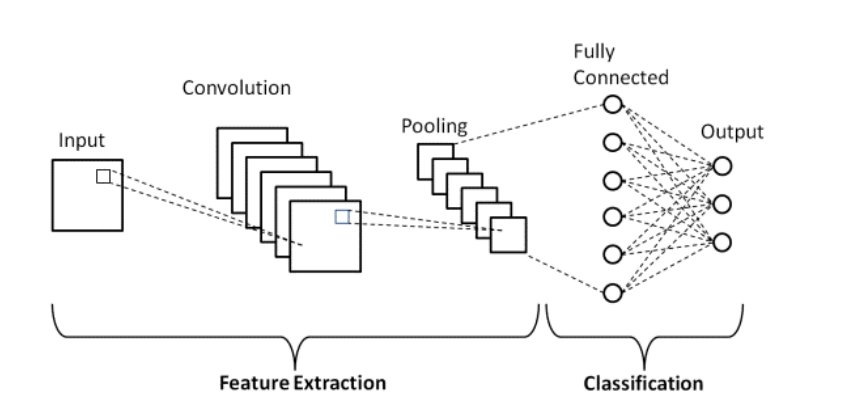 Input
Convolution
Pooling
Fully
Connected
Output
Feature Extraction
Classification